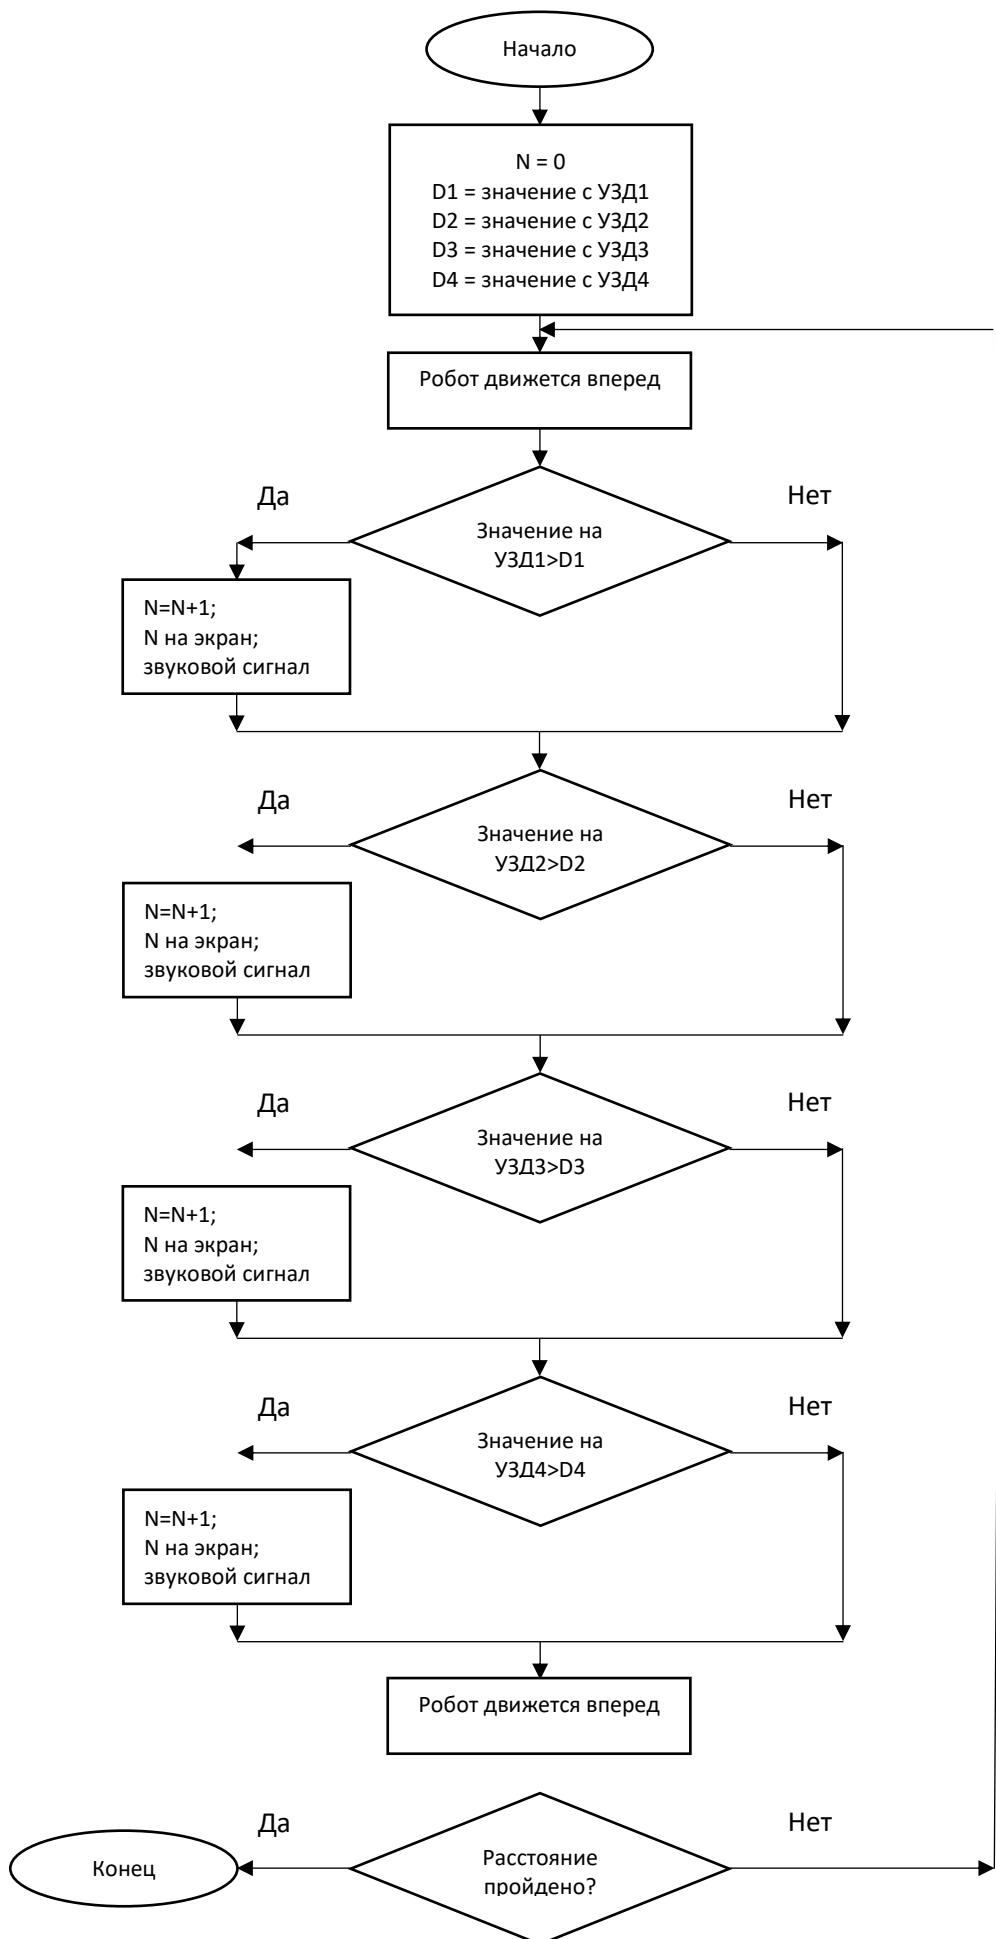 Начало
N = 0
D1 = значение с УЗД1
D2 = значение с УЗД2
D3 = значение с УЗД3
D4 = значение с УЗД4
Робот движется вперед
Да
Нет
Значение на
УЗД1>D1
N=N+1;
N на экран;
звуковой сигнал
Да
Нет
Значение на
УЗД2>D2
N=N+1;
N на экран;
звуковой сигнал
Да
Нет
Значение на
УЗД3>D3
N=N+1;
N на экран;
звуковой сигнал
Да
Нет
Значение на
УЗД4>D4
N=N+1;
N на экран;
звуковой сигнал
Робот движется вперед
Да
Нет
Конец
Расстояние
пройдено?